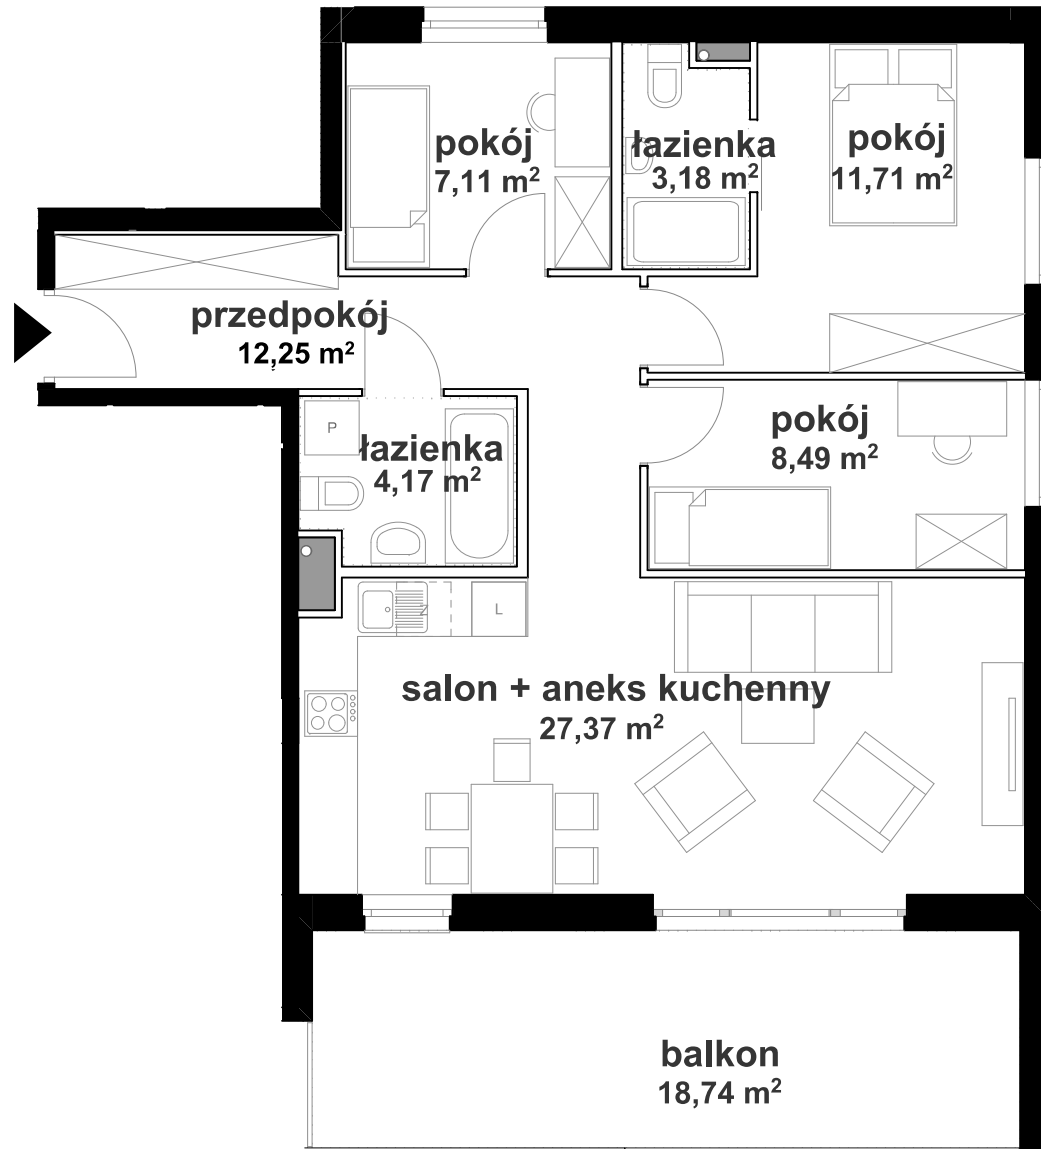 pokój
7,11 m²
łazienka
3,18 m²
pokój
11,71 m²
przedpokój
12,25 m²
pokój
8,49 m²
P
łazienka
4,17 m²
Z
L
salon + aneks kuchenny
27,37 m²
balkon
18,74 m²